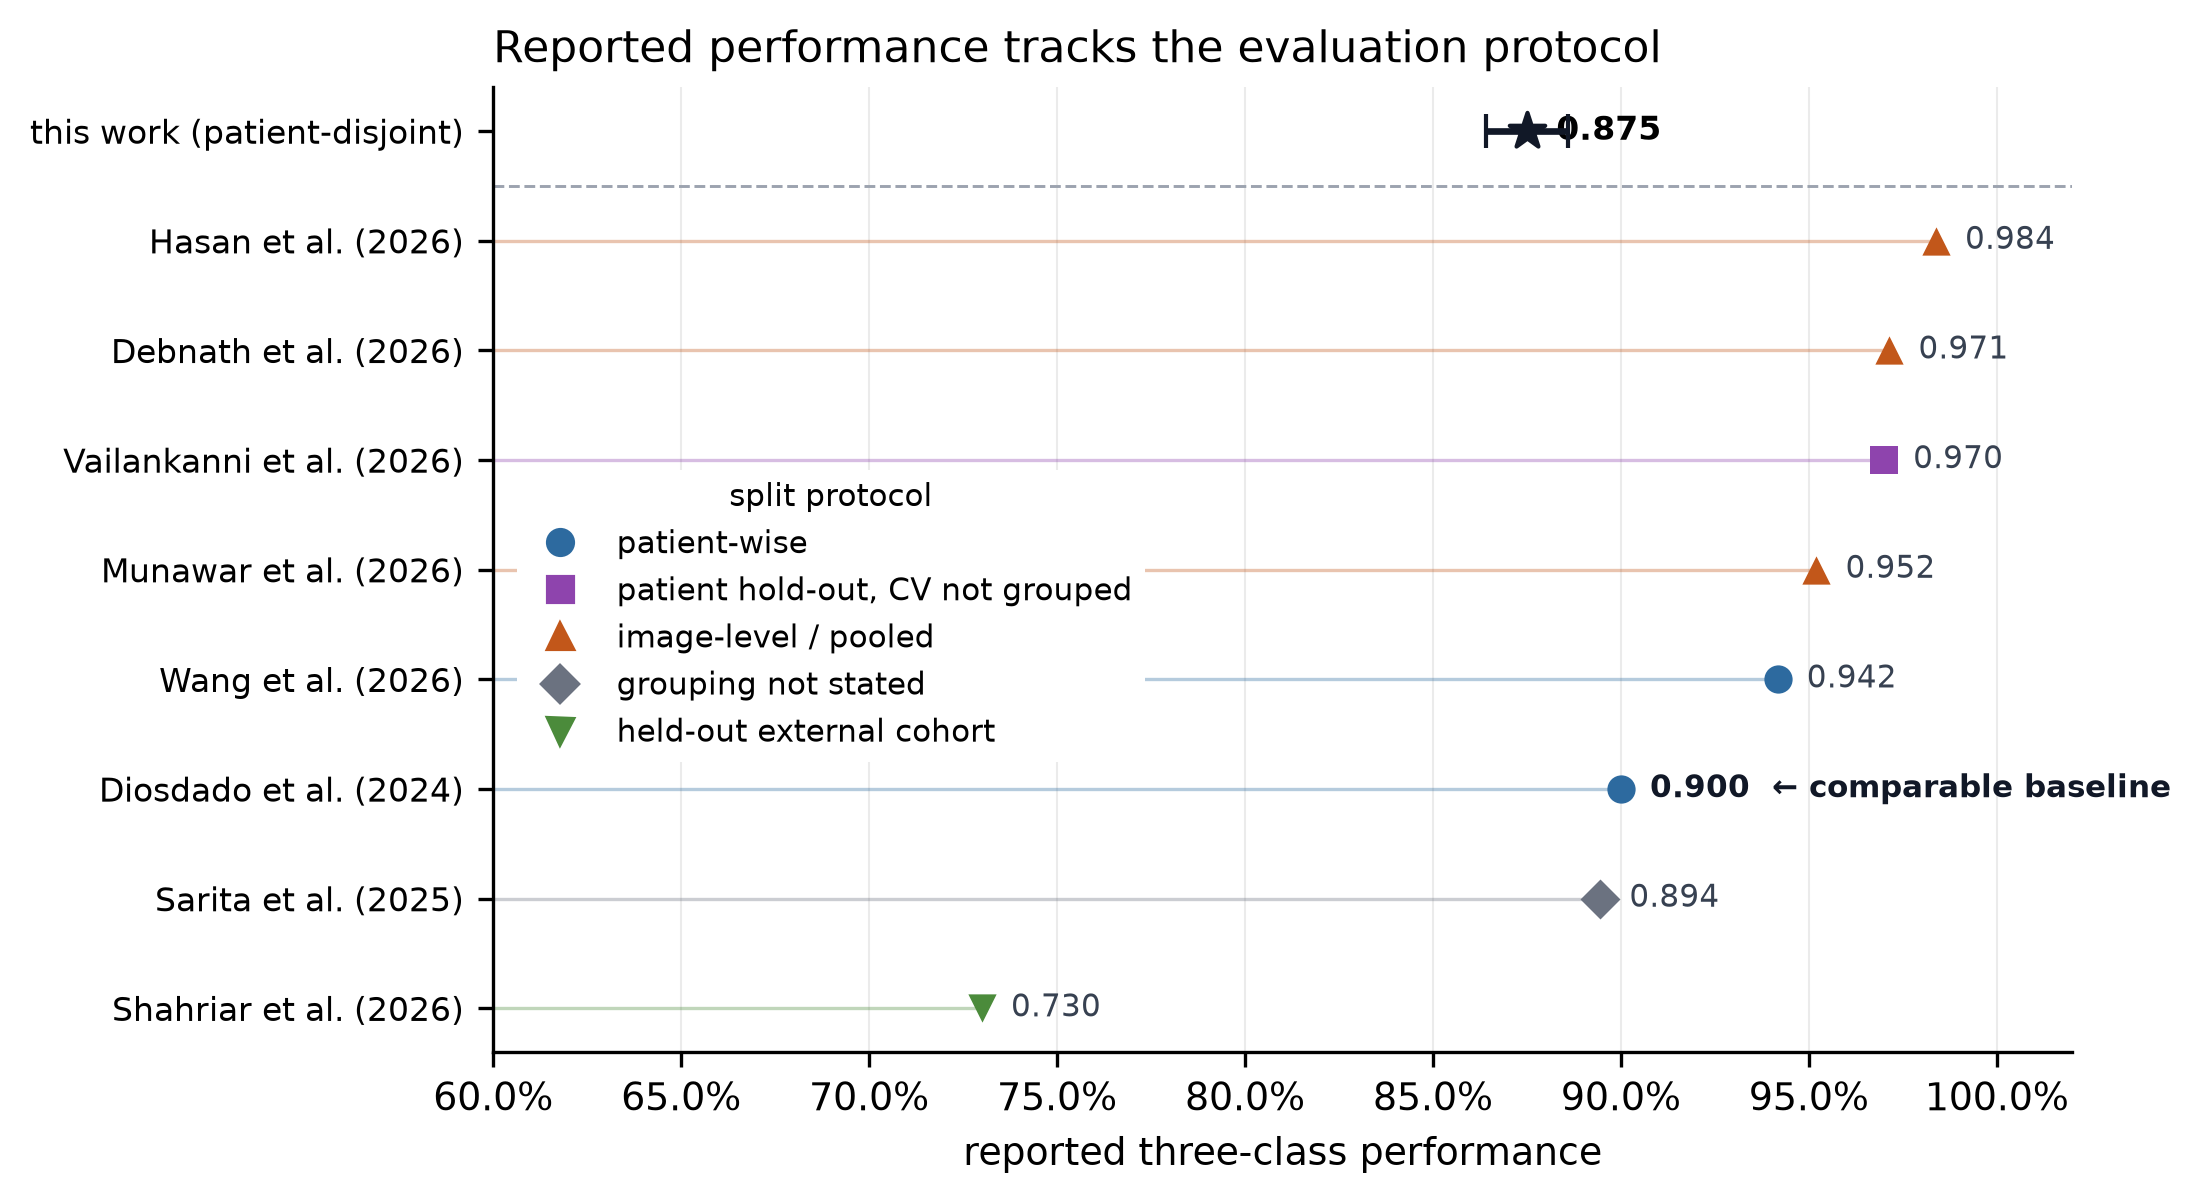 Reported performance tracks the evaluation protocol
this work (patient-disjoint)
0.875
Hasan et al. (2026)
0.984
Debnath et al. (2026)
0.971
Vailankanni et al. (2026)
0.970
split protocol
patient-wise
patient hold-out, CV not grouped
image-level / pooled
grouping not stated
held-out external cohort
Munawar et al. (2026)
0.952
Wang et al. (2026)
0.942
Diosdado et al. (2024)
0.900 ← comparable baseline
Sarita et al. (2025)
0.894
Shahriar et al. (2026)
0.730
60.0% 65.0% 70.0% 75.0% 80.0% 85.0% 90.0% 95.0% 100.0%
reported three-class performance